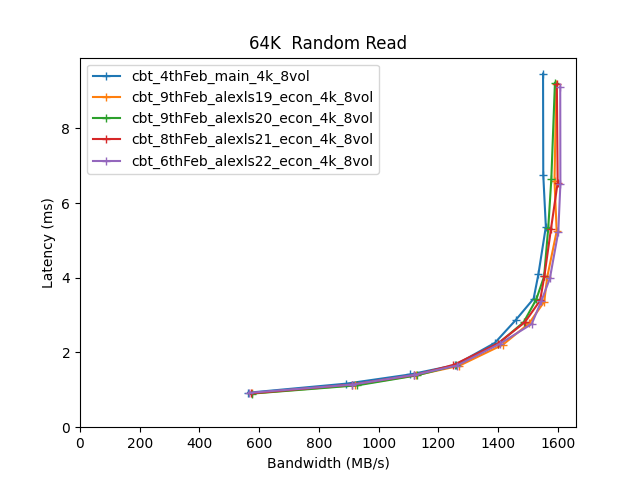 64K  Random Read
cbt_4thFeb_main_4k_8vol
cbt_9thFeb_alexls19_econ_4k_8vol
cbt_9thFeb_alexls20_econ_4k_8vol
cbt_8thFeb_alexls21_econ_4k_8vol
cbt_6thFeb_alexls22_econ_4k_8vol
Latency (ms)
8
6
4
2
0
0 200 400 600 800 1000 1200 1400 1600
Bandwidth (MB/s)